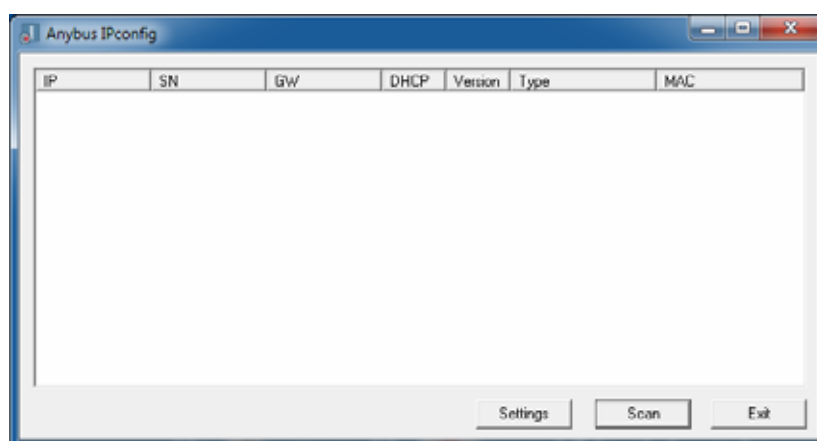 Anybus IPconfig
IP SN GW DHCP Version Type MAC
Settings Scan Exit